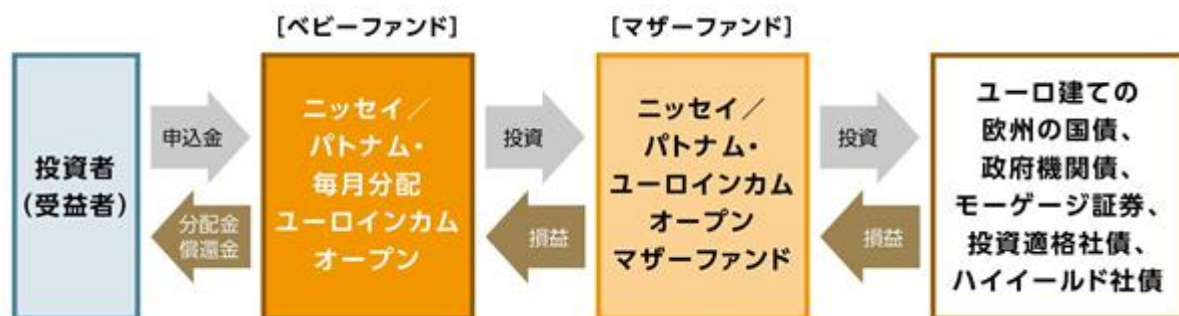 [ベビーファンド]
[マザーファンド]
投資者
(受益者)
申込金
分配金
償還金
ニッセイ／
パトナム・
毎月分配
ユーロインカム
オープン
投資
損益
ニッセイ／
パトナム・
ユーロインカム
オープン
マザーファンド
投資
損益
ユーロ建ての
欧州の国債、
政府機関債、
モーゲージ証券、
投資適格社債、
ハイイールド社債